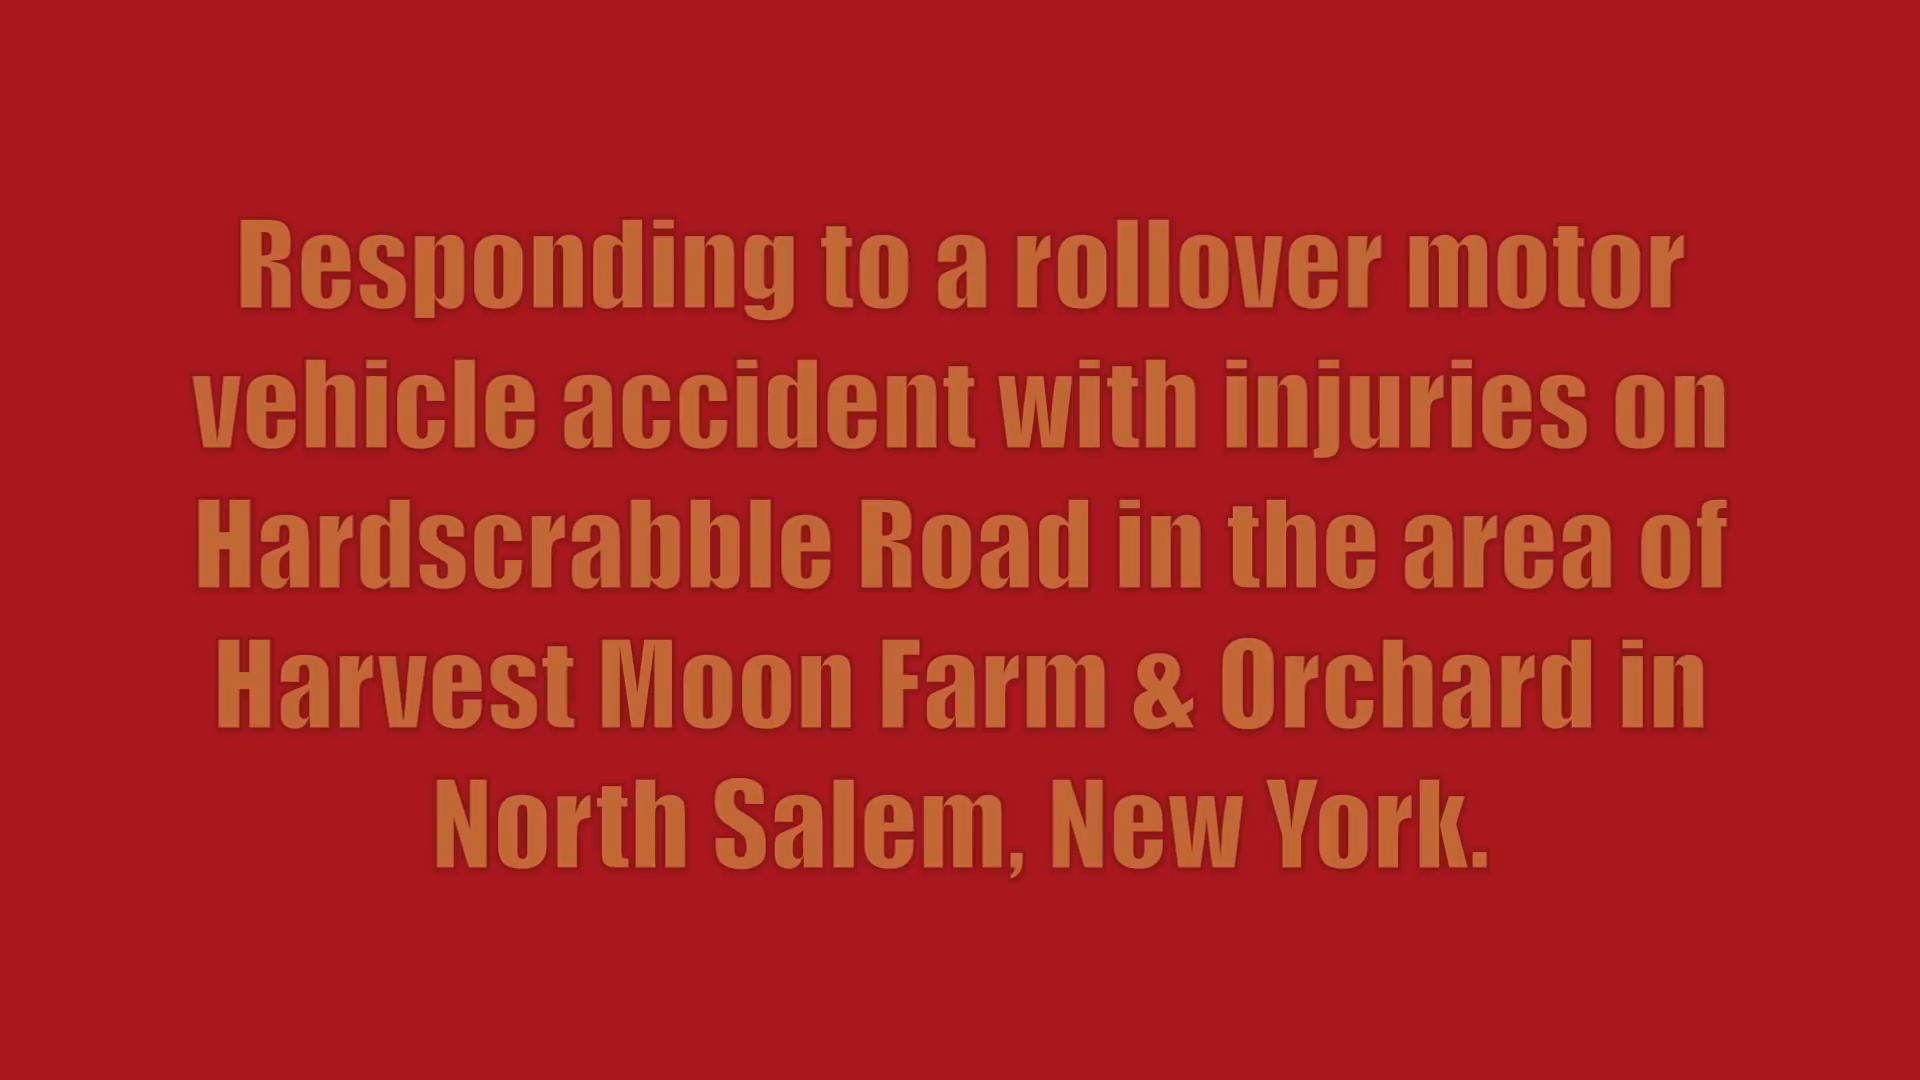 Responding to a rollover motor
vehicle accident with injuries on
Hardscrabble Road in the area of
Harvest Moon Farm & Orchard in
North Salem, New York.